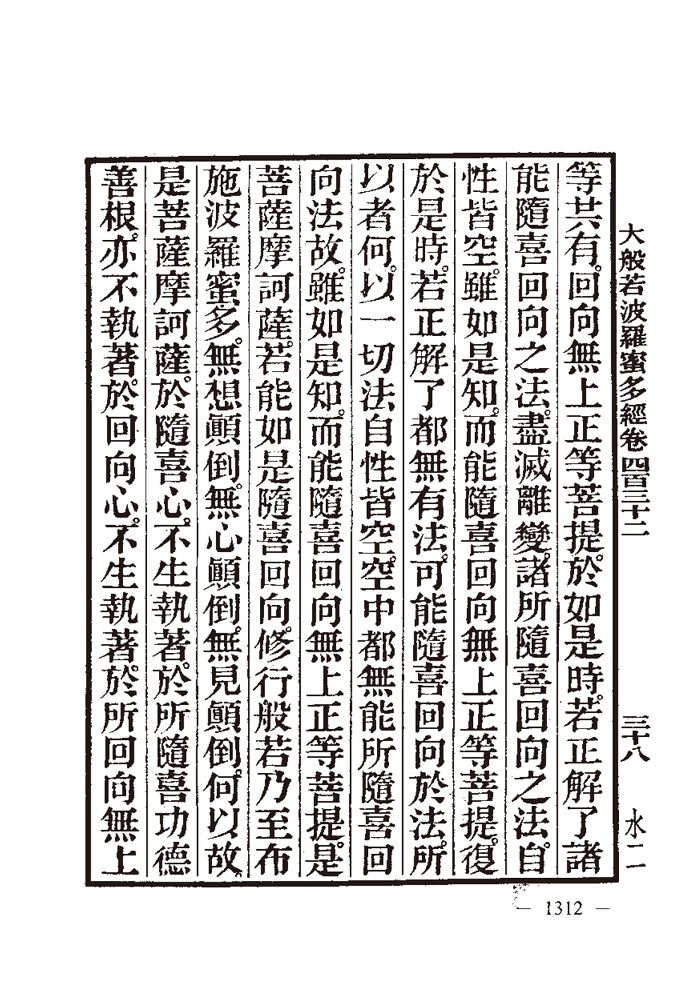 大般若波羅蜜多經卷四百三十二 三十八 水二
等共有。回向無上正等菩提。於如是時。若正解了諸
能隨喜回向之法。盡滅離變。諸所隨喜回向之法。自
性皆空。雖如是知。而能隨喜回向無上正等菩提。復
於是時。若正解了都無有法。可能隨喜回向於法。所
以者何。以一切法自性皆空。空中都無能所隨喜回
向法故。雖如是知。而能隨喜回向無上正等菩提。是
菩薩摩訶薩。若能如是隨喜回向。修行般若乃至布
施波羅蜜多。無想顚倒。無心顚倒。無見顚倒。何以故。
是菩薩摩訶薩。於隨喜心。不生執著。於所隨喜功德
善根。亦不執著。於回向心。不生執著。於所回向無上
— 1312 —